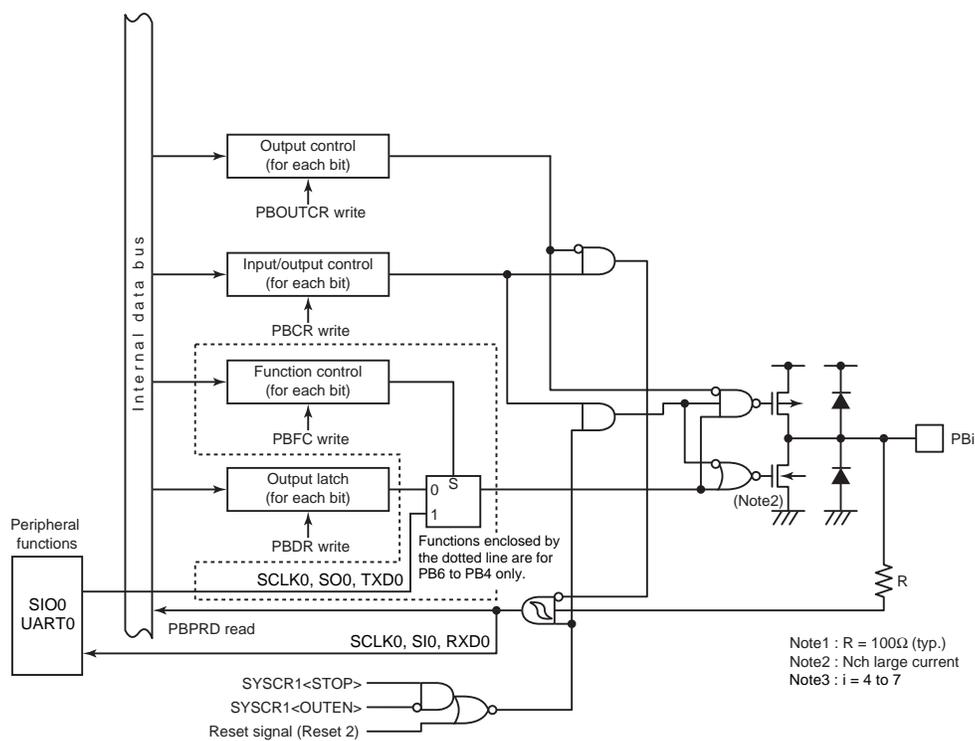 Internal data bus
Output control
(for each bit)
PBOUTCR write
Input/output control
(for each bit)
PBCR write
Function control
(for each bit)
PBFC write
Output latch
(for each bit)
PBDR write
0
S
1
Functions enclosed by
the dotted line are for
PB6 to PB4 only.
(Note2)
PBi
R
Peripheral
functions
SIO0
UART0
SCLK0, SO0, TXD0
PBPRD read
SCLK0, SI0, RXD0
SYSCR1<STOP>
SYSCR1<OUTEN>
Reset signal (Reset 2)
Note1 : R = 100Ω (typ.)
Note2 : Nch large current
Note3 : i = 4 to 7